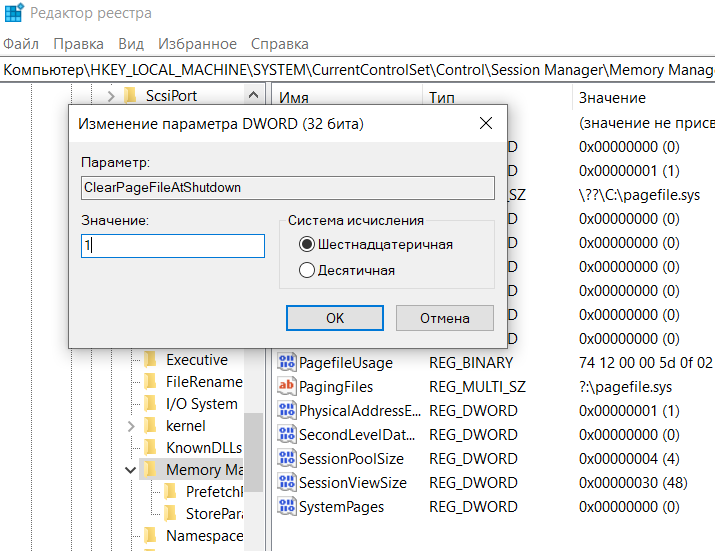 Редактор реестра
Файл Правка Вид Избранное Справка
Компьютер\HKEY_LOCAL_MACHINE\SYSTEM\CurrentControlSet\Control\Session Manager\Memory Manag
ScsiPort
Имя Тип Значение
(значение не присв
D 0x00000000 (0)
D 0x00000001 (1)
_SZ \??\C:\pagefile.sys
D 0x00000000 (0)
D 0x00000000 (0)
D 0x00000000 (0)
D 0x00000000 (0)
D 0x00000000 (0)
D 0x00000000 (0)
Изменение параметра DWORD (32 бита)
Параметр:
ClearPageFileAtShutdown
Значение:
1
Система исчисления
Шестнадцатеричная
Десятичная
OK Отмена
Executive PagefileUsage REG_BINARY 74 12 00 00 5d 0f 02
FileRename PagingFiles REG_MULTI_SZ ?:\pagefile.sys
I/O System PhysicalAddressE... REG_DWORD 0x00000001 (1)
kernel SecondLevelDat... REG_DWORD 0x00000000 (0)
KnownDLLs SessionPoolSize REG_DWORD 0x00000004 (4)
Memory Ma SessionViewSize REG_DWORD 0x00000030 (48)
PrefetchP SystemPages REG_DWORD 0x00000000 (0)
StorePara
Namespace